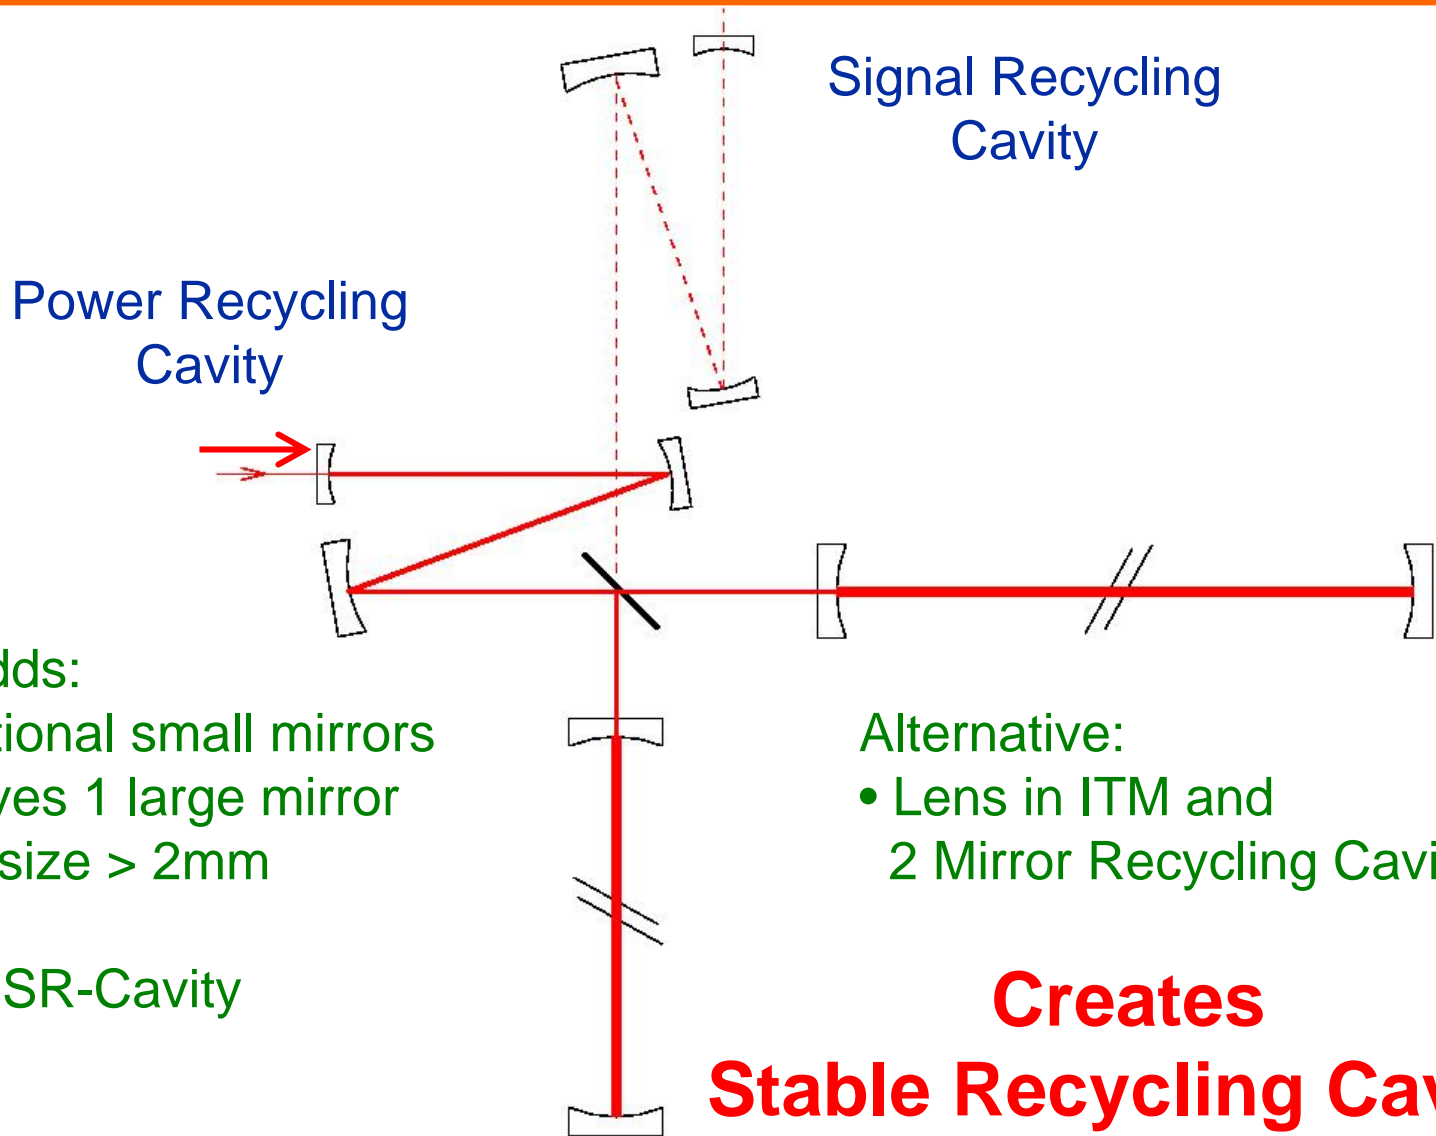 Signal Recycling
Cavity
Power Recycling
Cavity
dds:
tional small mirrors
ves 1 large mirror
size > 2mm
SR-Cavity
Alternative:
• Lens in ITM and
2 Mirror Recycling Cavi
Creates
Stable Recycling Cav